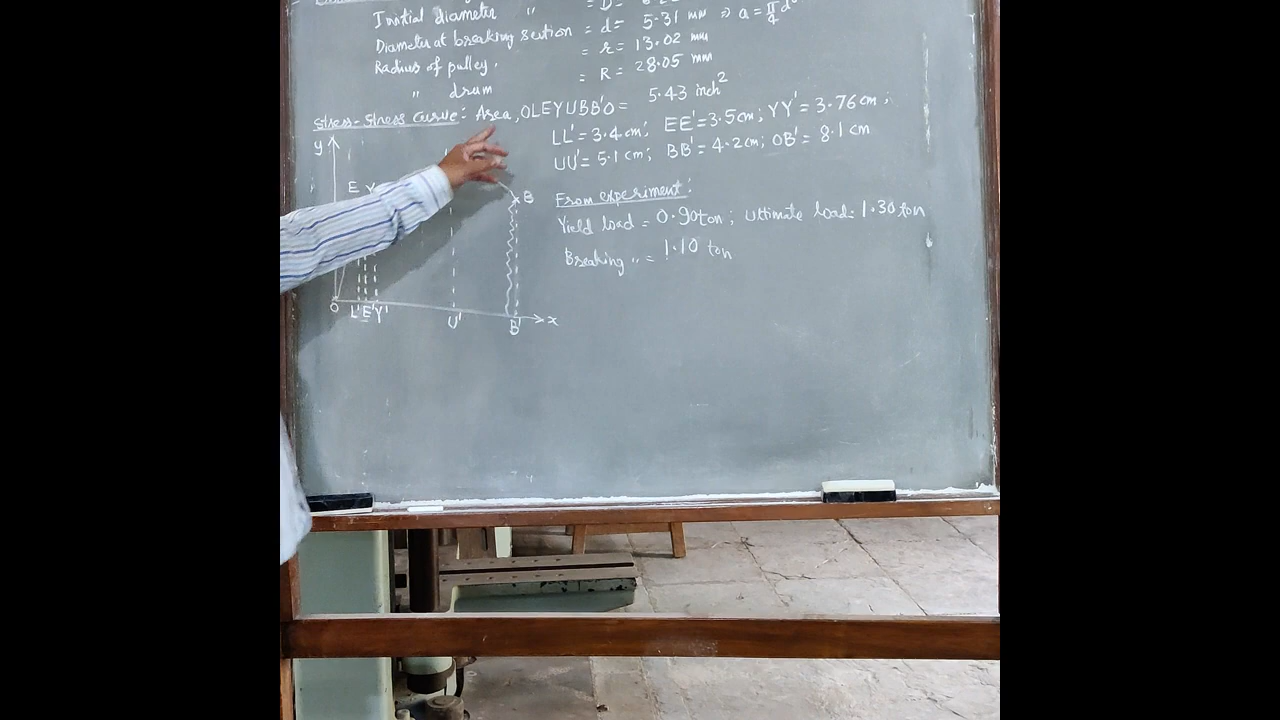 Initial diameter " = D =
Diameter at breaking section = d = 5.31 mm ⇒ a = π/4 d²
Radius of pulley. = r = 13.02 mm
" drum = R = 28.05 mm
Stress-Stress Curve: Area, OLEYUBB'O = 5.43 inch²
LL' = 3.4 cm; EE' = 3.5 cm; YY' = 3.76 cm;
UU' = 5.1 cm; BB' = 4.2 cm; OB' = 8.1 cm
From experiment:
Yield load = 0.90 ton; Ultimate load = 1.30 ton
Breaking " = 1.10 ton
y
E Y
B
O L' E' Y' U' B' x